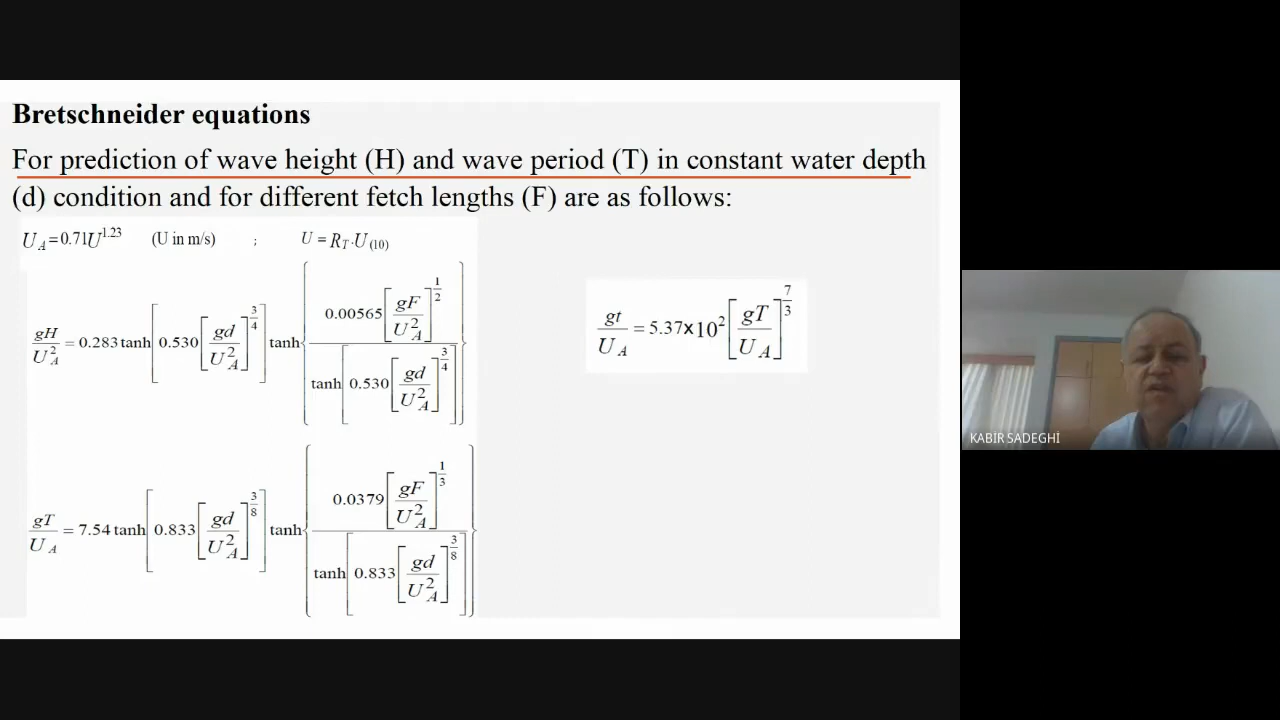 Bretschneider equations
For prediction of wave height (H) and wave period (T) in constant water depth
(d) condition and for different fetch lengths (F) are as follows:
U_A = 0.71U^1.23 (U in m/s) ; U = R_T . U_(10)
gH/U_A^2 = 0.283 tanh[0.530[gd/U_A^2]^(3/4)] tanh{0.00565[gF/U_A^2]^(1/2) / tanh[0.530[gd/U_A^2]^(3/4)]}
gt/U_A = 5.37×10^2[gT/U_A]^(7/3)
gT/U_A = 7.54 tanh[0.833[gd/U_A^2]^(3/8)] tanh{0.0379[gF/U_A^2]^(1/3) / tanh[0.833[gd/U_A^2]^(3/8)]}
KABİR SADEGHİ